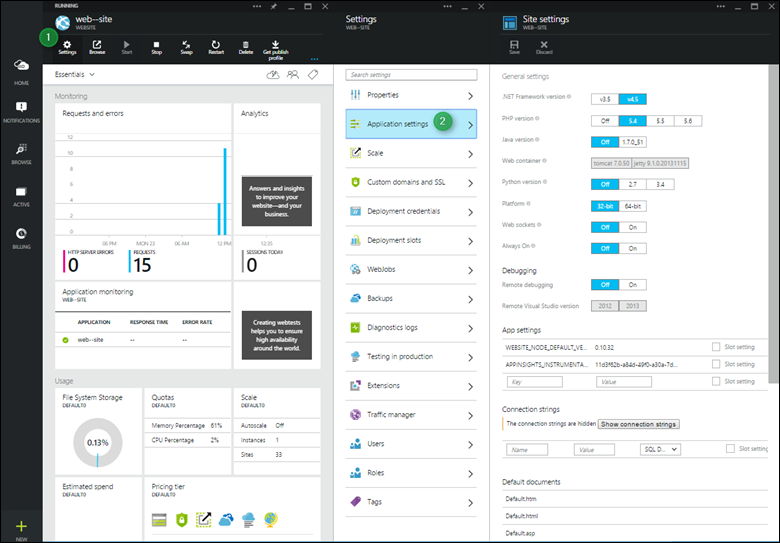 RUNNING
web--site
WEBSITE
1
Settings
Browse
Start
Stop
Swap
Restart
Delete
Get publish
profile
HOME
NOTIFICATIONS
BROWSE
ACTIVE
BILLING
NEW
Essentials
Monitoring
Requests and errors
12
10
8
6
4
2
0
06 PM
MON 23
06 AM
12 PM
HTTP SERVER ERRORS
0
REQUESTS
15
Analytics
Answers and insights
to improve your
website—and your
business.
12:35
SESSIONS TODAY
0
Application monitoring
WEB--SITE
APPLICATION RESPONSE TIME ERROR RATE
web--site -- --
Creating webtests
helps you to ensure
high availability
around the world.
Usage
File System Storage
DEFAULT0
0.13%
Quotas
DEFAULT0
Memory Percentage 61%
CPU Percentage 2%
Scale
DEFAULT0
Autoscale Off
Instances 1
Sites 33
Estimated spend
DEFAULT0
Pricing tier
DEFAULT0
Settings
WEB--SITE
Search settings
Properties
Application settings 2
Scale
Custom domains and SSL
Deployment credentials
Deployment slots
WebJobs
Backups
Diagnostics logs
Testing in production
Extensions
Traffic manager
Users
Roles
Tags
Site settings
WEB--SITE
Save
Discard
General settings
.NET Framework version v3.5 v4.5
PHP version Off 5.4 5.5 5.6
Java version Off 1.7.0_51
Web container tomcat 7.0.50 jetty 9.1.0.20131115
Python version Off 2.7 3.4
Platform 32-bit 64-bit
Web sockets Off On
Always On Off On
Debugging
Remote debugging Off On
Remote Visual Studio version 2012 2013
App settings
WEBSITE_NODE_DEFAULT_VE... 0.10.32 Slot setting
APPINSIGHTS_INSTRUMENTA... 11d3f62b-a84d-49f0-a30a-7d... Slot setting
Key Value Slot setting
Connection strings
The connection strings are hidden Show connection strings
Name Value SQL D... Slot settin
Default documents
Default.htm
Default.html
Default.asp